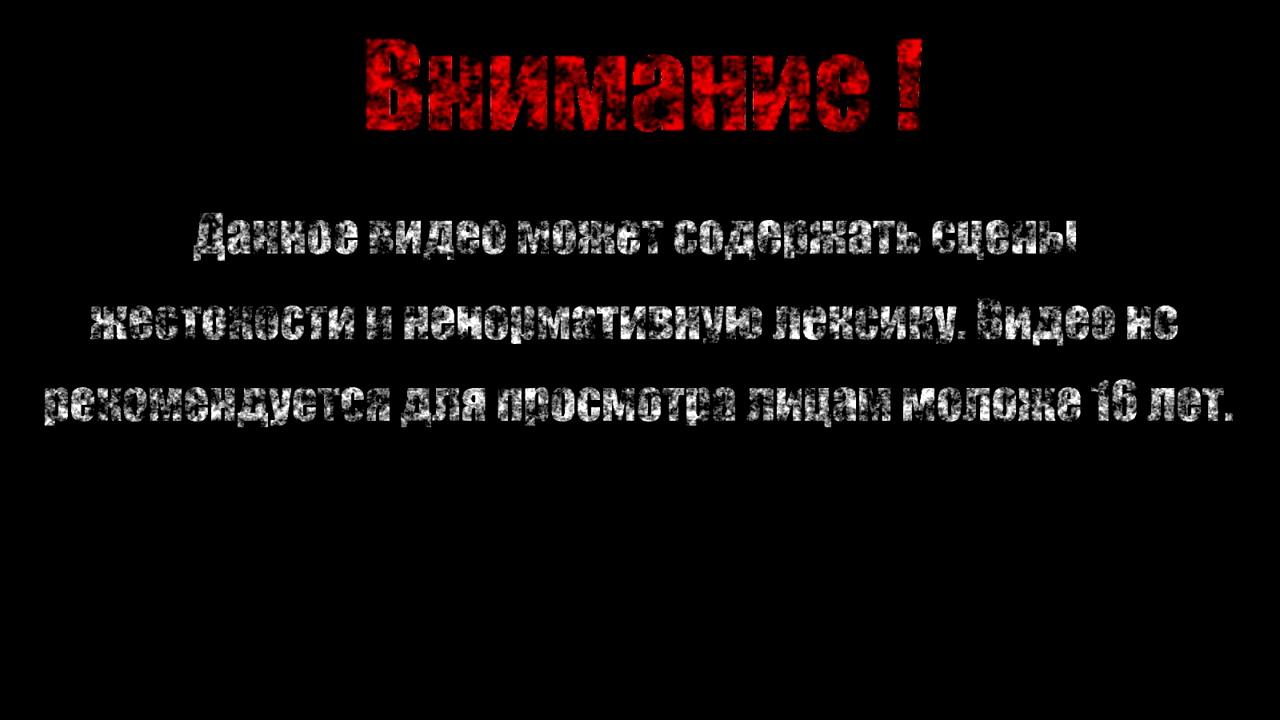 Внимание !
Данное видео может содержать сцены
жестокости и ненормативную лексику. Видео не
рекомендуется для просмотра лицам моложе 16 лет.